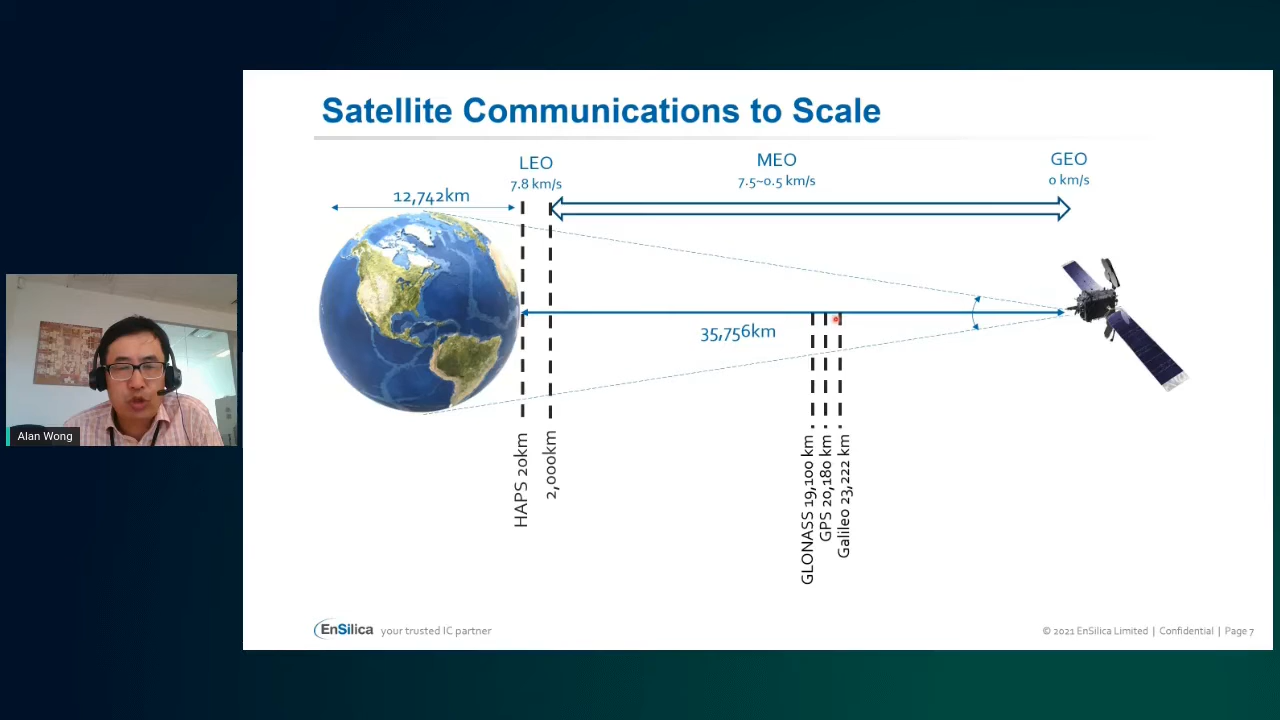 Satellite Communications to Scale
LEO
7.8 km/s
MEO
7.5~0.5 km/s
GEO
0 km/s
12,742km
35,756km
HAPS 20km
2,000km
GLONASS 19,100 km
GPS 20,180 km
Galileo 23,222 km
Alan Wong
EnSilica your trusted IC partner
© 2021 EnSilica Limited | Confidential | Page 7